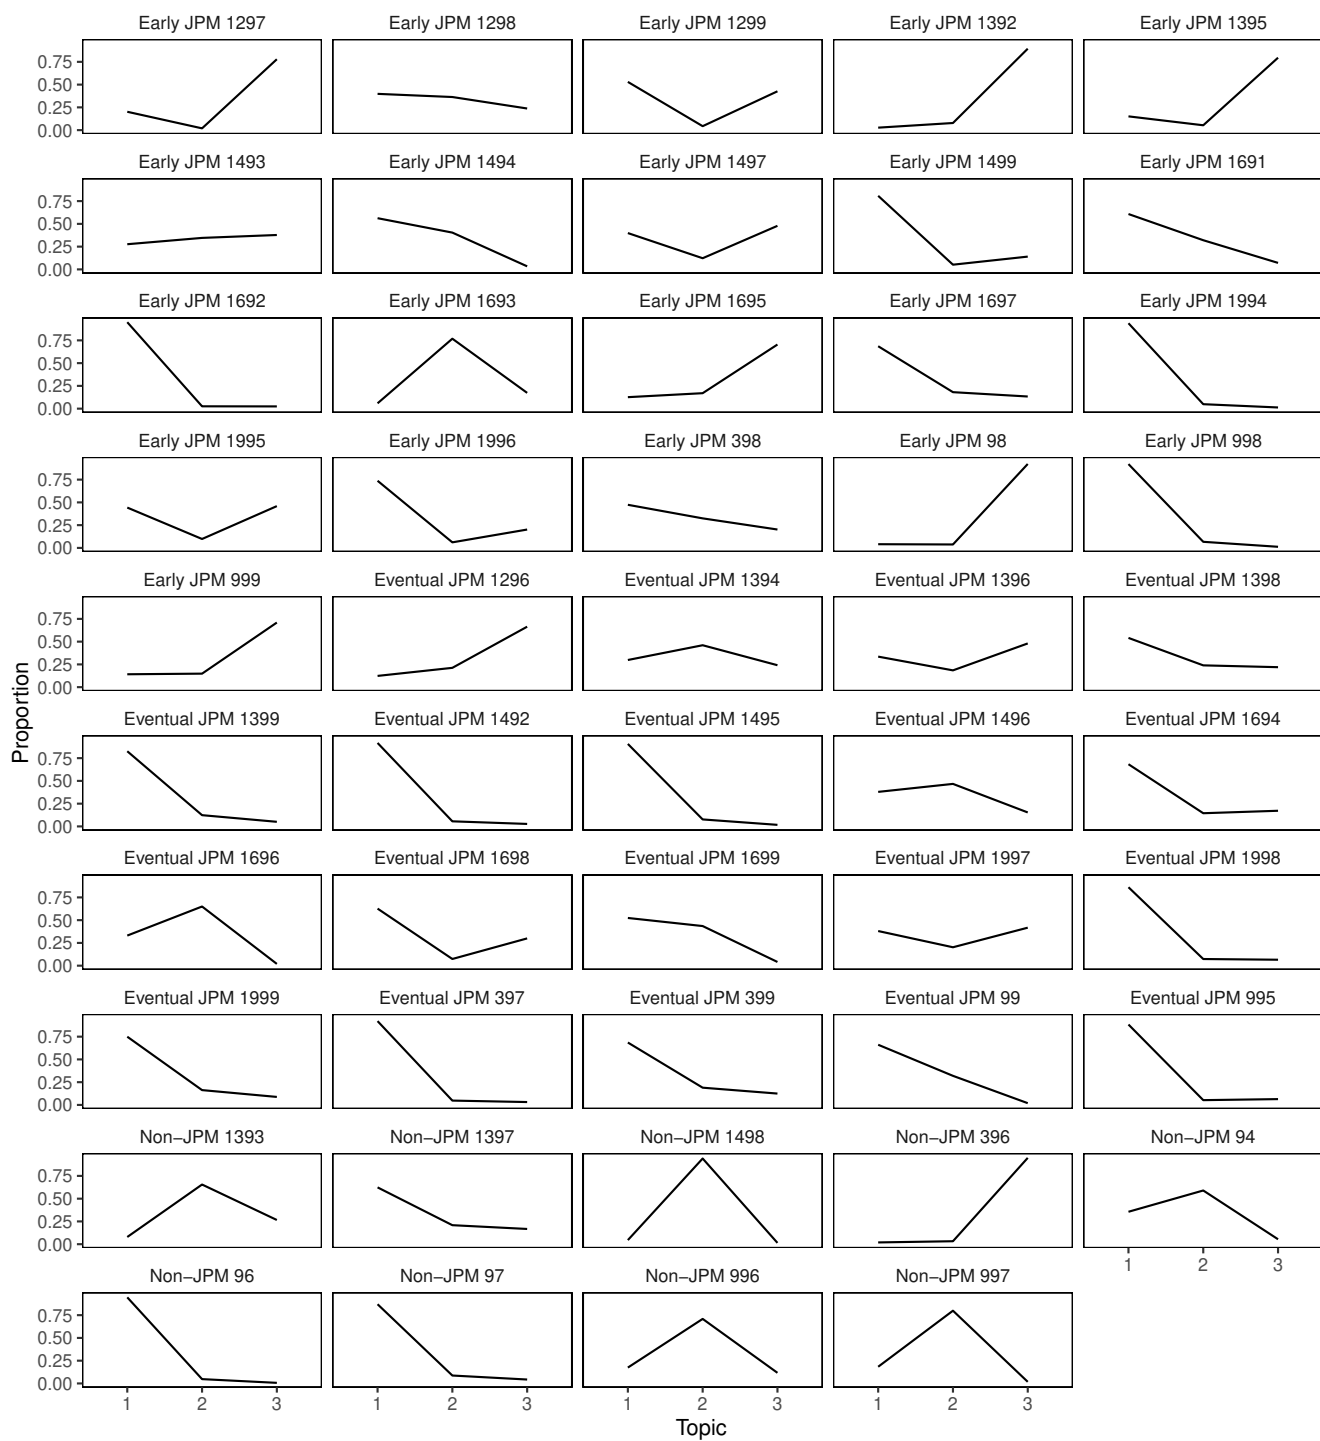 Early JPM 1297 Early JPM 1298 Early JPM 1299 Early JPM 1392 Early JPM 1395
0.75
0.50
0.25
0.00
Early JPM 1493 Early JPM 1494 Early JPM 1497 Early JPM 1499 Early JPM 1691
0.75
0.50
0.25
0.00
Early JPM 1692 Early JPM 1693 Early JPM 1695 Early JPM 1697 Early JPM 1994
0.75
0.50
0.25
0.00
Early JPM 1995 Early JPM 1996 Early JPM 398 Early JPM 98 Early JPM 998
0.75
0.50
0.25
0.00
Early JPM 999 Eventual JPM 1296 Eventual JPM 1394 Eventual JPM 1396 Eventual JPM 1398
0.75
0.50
0.25
0.00
Proportion
Eventual JPM 1399 Eventual JPM 1492 Eventual JPM 1495 Eventual JPM 1496 Eventual JPM 1694
0.75
0.50
0.25
0.00
Eventual JPM 1696 Eventual JPM 1698 Eventual JPM 1699 Eventual JPM 1997 Eventual JPM 1998
0.75
0.50
0.25
0.00
Eventual JPM 1999 Eventual JPM 397 Eventual JPM 399 Eventual JPM 99 Eventual JPM 995
0.75
0.50
0.25
0.00
Non−JPM 1393 Non−JPM 1397 Non−JPM 1498 Non−JPM 396 Non−JPM 94
0.75
0.50
0.25
0.00
1 2 3
Non−JPM 96 Non−JPM 97 Non−JPM 996 Non−JPM 997
0.75
0.50
0.25
0.00
1 2 3 1 2 3 1 2 3 1 2 3
Topic